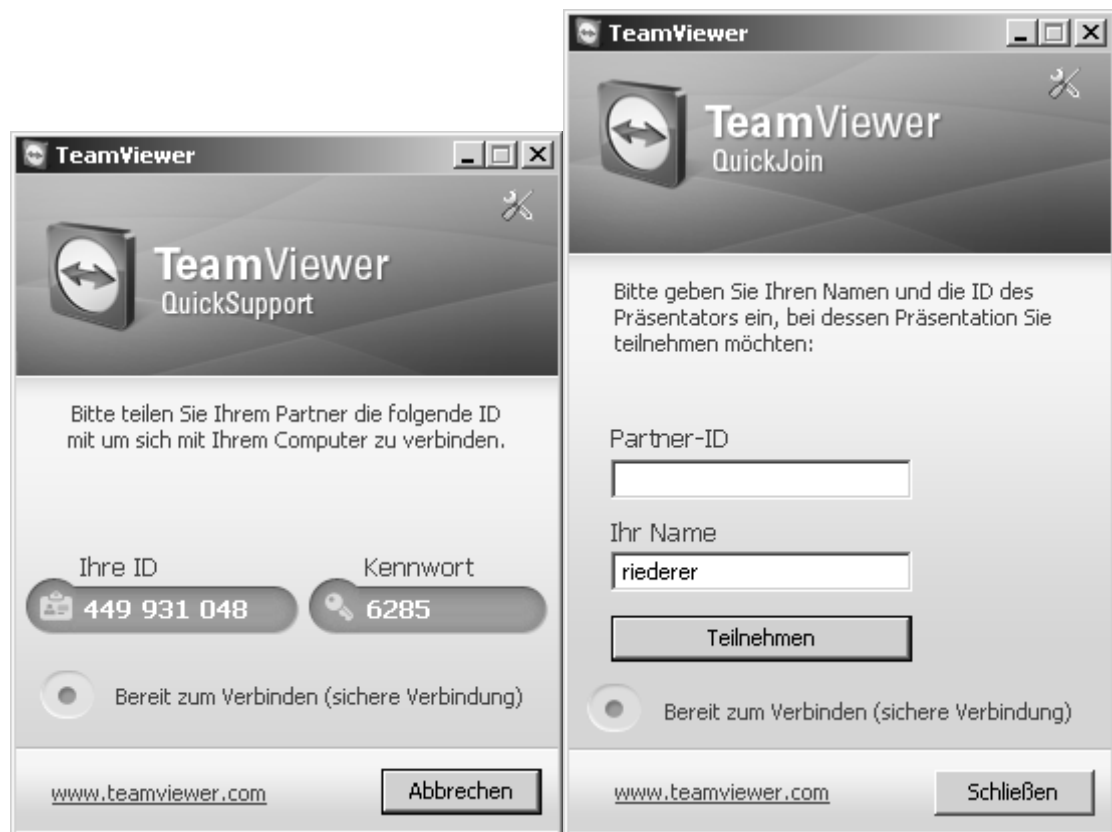 TeamViewer
TeamViewer
QuickSupport
Bitte teilen Sie Ihrem Partner die folgende ID
mit um sich mit Ihrem Computer zu verbinden.
Ihre ID
Kennwort
449 931 048
6285
Bereit zum Verbinden (sichere Verbindung)
www.teamviewer.com
Abbrechen
TeamViewer
TeamViewer
QuickJoin
Bitte geben Sie Ihren Namen und die ID des
Präsentators ein, bei dessen Präsentation Sie
teilnehmen möchten:
Partner-ID
Ihr Name
riederer
Teilnehmen
Bereit zum Verbinden (sichere Verbindung)
www.teamviewer.com
Schließen